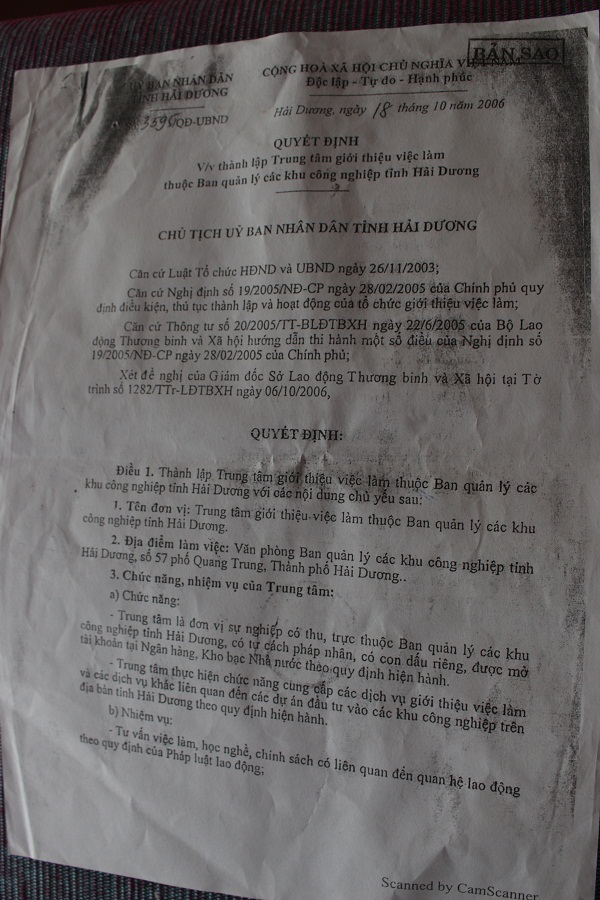 BẢN SAO
UỶ BAN NHÂN DÂN
TỈNH HẢI DƯƠNG
/QĐ-UBND
CỘNG HOÀ XÃ HỘI CHỦ NGHĨA VIỆT NAM
Độc lập - Tự do - Hạnh phúc
Hải Dương, ngày 18 tháng 10 năm 2006
QUYẾT ĐỊNH
V/v thành lập Trung tâm giới thiệu việc làm
thuộc Ban quản lý các khu công nghiệp tỉnh Hải Dương
CHỦ TỊCH UỶ BAN NHÂN DÂN TỈNH HẢI DƯƠNG
Căn cứ Luật Tổ chức HĐND và UBND ngày 26/11/2003;
Căn cứ Nghị định số 19/2005/NĐ-CP ngày 28/02/2005 của Chính phủ quy
định điều kiện, thủ tục thành lập và hoạt động của tổ chức giới thiệu việc làm;
Căn cứ Thông tư số 20/2005/TT-BLĐTBXH ngày 22/6/2005 của Bộ Lao
động Thương binh và Xã hội hướng dẫn thi hành một số điều của Nghị định số
19/2005/NĐ-CP ngày 28/02/2005 của Chính phủ;
Xét đề nghị của Giám đốc Sở Lao động Thương binh và Xã hội tại Tờ
trình số 1282/TTr-LĐTBXH ngày 06/10/2006,
QUYẾT ĐỊNH:
Điều 1. Thành lập Trung tâm giới thiệu việc làm thuộc Ban quản lý các
khu công nghiệp tỉnh Hải Dương với các nội dung chủ yếu sau:
1. Tên đơn vị: Trung tâm giới thiệu việc làm thuộc Ban quản lý các khu
công nghiệp tỉnh Hải Dương.
2. Địa điểm làm việc: Văn phòng Ban quản lý các khu công nghiệp tỉnh
Hải Dương, số 57 phố Quang Trung, Thành phố Hải Dương..
3. Chức năng, nhiệm vụ của Trung tâm:
a) Chức năng:
- Trung tâm là đơn vị sự nghiệp có thu, trực thuộc Ban quản lý các khu
công nghiệp tỉnh Hải Dương, có tư cách pháp nhân, có con dấu riêng, được mở
tài khoản tại Ngân hàng, Kho bạc Nhà nước theo quy định hiện hành.
- Trung tâm thực hiện chức năng cung cấp các dịch vụ giới thiệu việc làm
và các dịch vụ khác liên quan đến các dự án đầu tư vào các khu công nghiệp trên
địa bàn tỉnh Hải Dương theo quy định hiện hành.
b) Nhiệm vụ:
- Tư vấn việc làm, học nghề, chính sách có liên quan đến quan hệ lao động
theo quy định của Pháp luật lao động;
Scanned by CamScanner